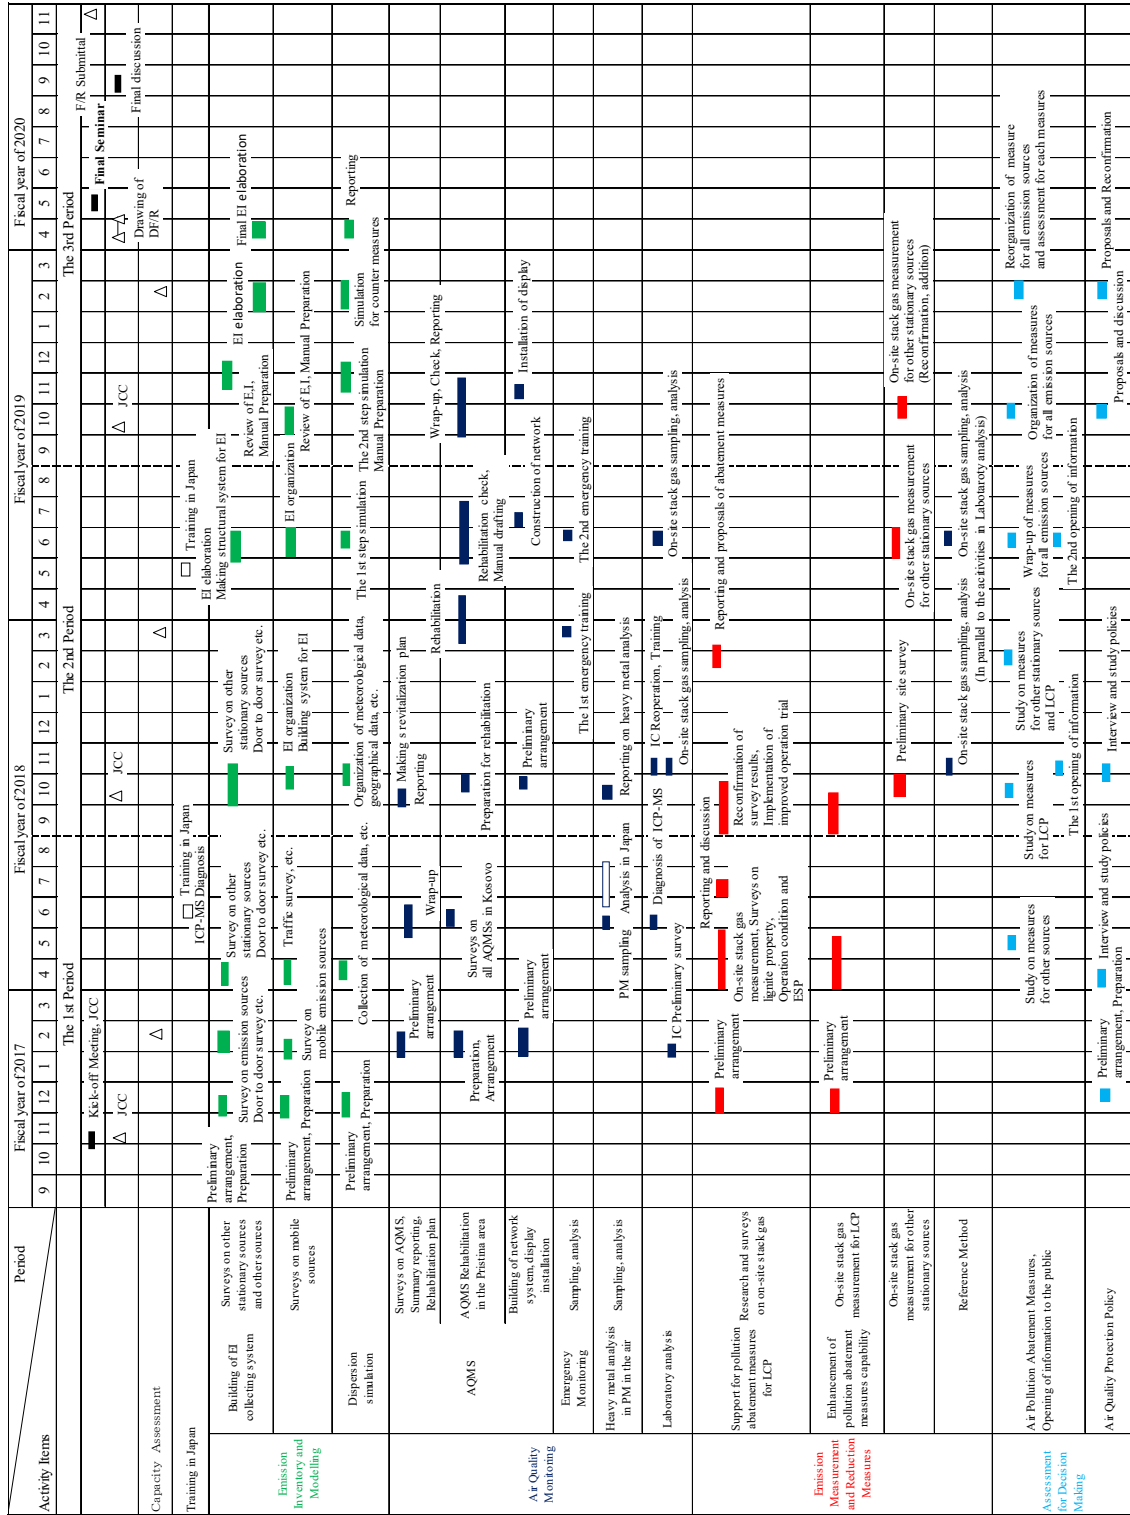 Period
Activity Items
Fiscal year of 2017
Fiscal year of 2018
Fiscal year of 2019
Fiscal year of 2020
9
10
11
12
1
2
3
4
5
6
7
8
9
10
11
12
1
2
3
4
5
6
7
8
9
10
11
12
1
2
3
4
5
6
7
8
9
10
11
The 1st Period
The 2nd Period
The 3rd Period
Kick-off Meeting, JCC
Final Seminar
F/R Submittal
JCC
JCC
JCC
Drawing of
DF/R
Final discussion
Capacity Assessment
Training in Japan
Training in Japan
ICP-MS Diagnosis
Training in Japan
Emission
Inventory and
Modelling
Building of EI
collecting system
Surveys on other
stationary sources
and other sources
Preliminary
arrangement,
Preparation
Survey on emission sources
Door to door survey etc.
Survey on other
stationary sources
Door to door survey etc.
Survey on other
stationary sources
Door to door survey etc.
EI elaboration
Making structural system for EI
Review of E,I,
Manual Preparation
EI elaboration
Final EI elaboration
Surveys on mobile
sources
Preliminary
arrangement, Preparation
Survey on
mobile emission sources
Traffic survey, etc.
EI organization
Building system for EI
EI organization
Review of E,I, Manual Preparation
Dispersion
simulation
Preliminary
arrangement, Preparation
Collection of meteorological data, etc.
Organization of meteorological data,
geographical data, etc.
The 1st step simulation
The 2nd step simulation
Manual Preparation
Simulation
for counter measures
Reporting
Air Quality
Monitoring
AQMS
Surveys on AQMS,
Summary reporting,
Rehabilitation plan
Preliminary
arrangement
Wrap-up
Making s revitalization plan
Reporting
AQMS Rehabilitation
in the Pristina area
Preparation,
Arrangement
Surveys on
all AQMSs in Kosovo
Preparation for rehabilitation
Rehabilitation
Rehabilitation check,
Manual drafting
Wrap-up, Check, Reporting
Building of network
system, display
installation
Preliminary
arrangement
Preliminary
arrangement
Construction of network
Installation of display
Emergency
Monitoring
Sampling, analysis
The 1st emergency training
The 2nd emergency training
Heavy metal analysis
in PM in the air
Sampling, analysis
PM sampling
Analysis in Japan
Reporting on heavy metal analysis
Laboratory analysis
IC Preliminary survey
Diagnosis of ICP-MS
IC Reoperation, Training
On-site stack gas sampling, analysis
On-site stack gas sampling, analysis
Emission
Measurement
and Reduction
Measures
Support for pollution
abatement measures
for LCP
Research and surveys
on on-site stack gas
Preliminary
arrangement
On-site stack gas
measurement, Surveys on
lignite property,
Operation condition and
ESP
Reporting and discussion
Reconfirmation of
survey results,
Implementation of
improved operation trial
Reporting and proposals of abatement measures
Enhancement of
pollution abatement
measures capability
On-site stack gas
measurement for LCP
Preliminary
arrangement
On-site stack gas
measurement for other
stationary sources
Preliminary site survey
On-site stack gas measurement
for other stationary sources
On-site stack gas measurement
for other stationary sources
(Reconfirmation, addition)
Reference Method
On-site stack gas sampling, analysis
(In parallel to the acitivities in Labotaroty analysis)
On-site stack gas sampling, analysis
Assessment
for Decision
Making
Air Pollution Abatement Measures,
Opening of information to the public
Study on measures
for other sources
Study on measures
for LCP
The 1st opening of information
Study on measures
for other stationary sources
and LCP
Wrap-up of measures
for all emission sources
The 2nd opening of information
Organization of measures
for all emission sources
Reorganization of measure
for all emission sources
and assessment for each measures
Air Quality Protection Policy
Preliminary
arrangement, Preparation
Interview and study policies
Interview and study policies
Proposals and discussion
Proposals and Reconfirmation